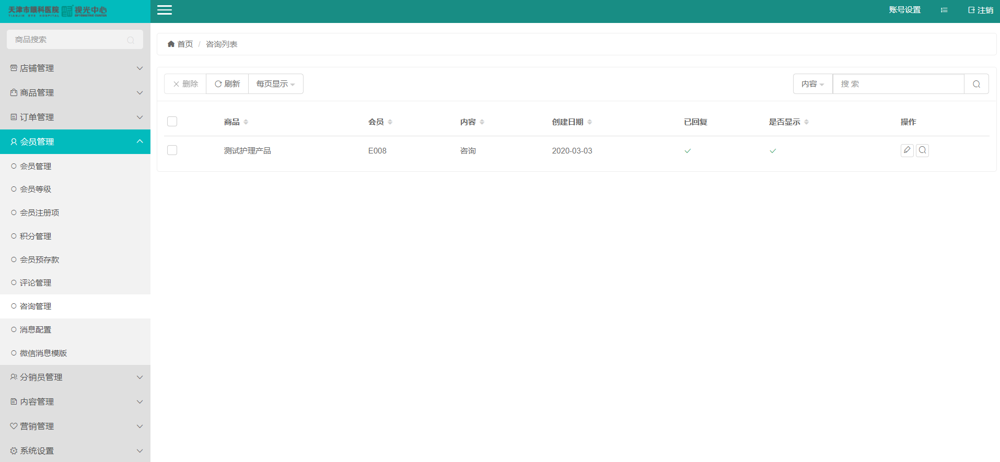 天津市眼科医院 视光中心
TIANJIN EYE HOSPITAL OPTOMETRIC CENTER
账号设置 注销
商品搜索
店铺管理
商品管理
订单管理
会员管理
会员管理
会员等级
会员注册项
积分管理
会员预存款
评论管理
咨询管理
消息配置
微信消息模版
分销员管理
内容管理
营销管理
系统设置
首页 / 咨询列表
删除 刷新 每页显示 内容 搜 索
商品 会员 内容 创建日期 已回复 是否显示 操作
测试护理产品 E008 咨询 2020-03-03